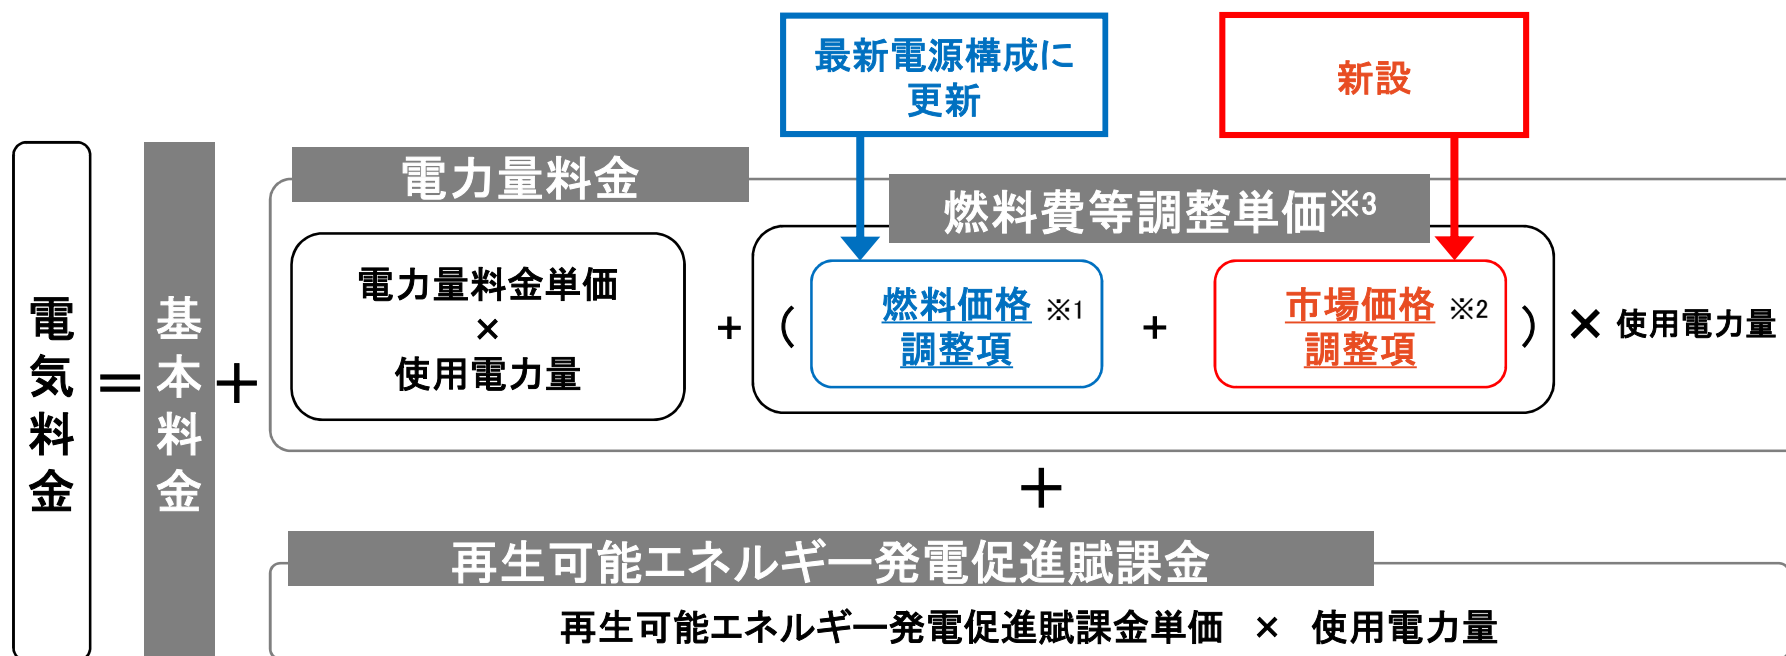 最新電源構成に
更新
新設
電力量料金
燃料費等調整単価※3
電気料金
＝
基本料金
＋
電力量料金単価
×
使用電力量
+
(
燃料価格 ※1
調整項
+
市場価格 ※2
調整項
)
× 使用電力量
＋
再生可能エネルギー発電促進賦課金
再生可能エネルギー発電促進賦課金単価 × 使用電力量